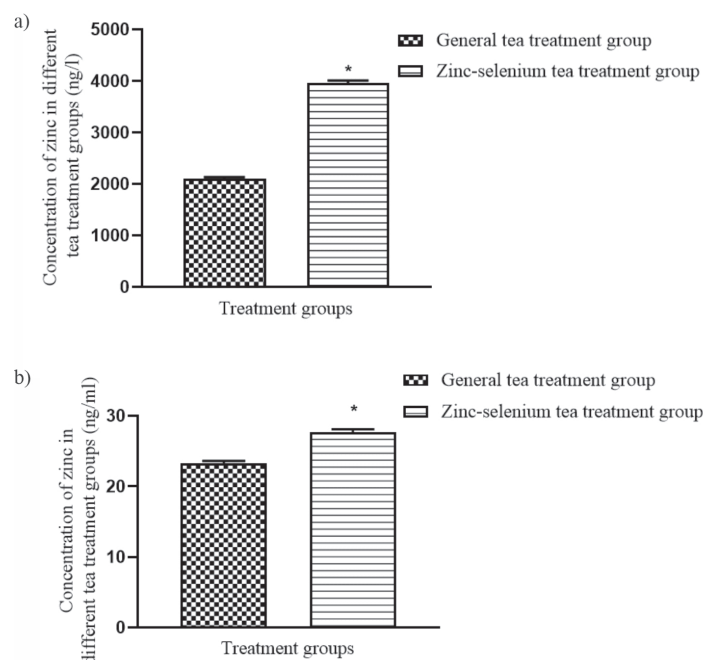 a)
Concentration of zinc in different
tea treatment groups (ng/l)
5000
4000
3000
2000
1000
0
*
General tea treatment group
Zinc-selenium tea treatment group
Treatment groups
b)
Concentration of zinc in
different tea treatment groups (ng/ml)
30
20
10
0
*
General tea treatment group
Zinc-selenium tea treatment group
Treatment groups